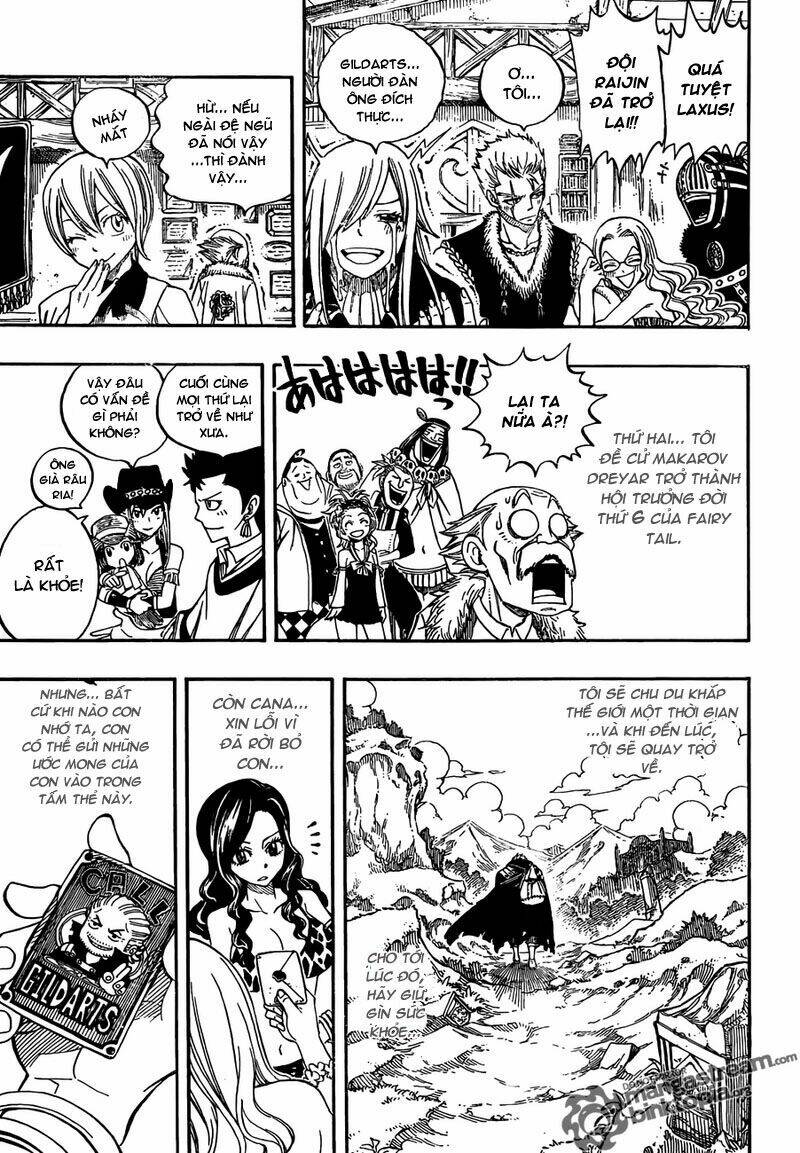 QUÁ
TUYỆT
LAXUS!
ĐỘI
RAIJIN
ĐÃ TRỞ
LẠI!!
Ơ...
TÔI...
GILDARTS...
NGƯỜI ĐÀN
ÔNG ĐÍCH
THỰC...
HỪ... NẾU
NGÀI ĐỆ NGŨ
ĐÃ NÓI VẬY
...THÌ ĐÀNH
VẬY...
NHÁY
MẮT
THỨ HAI... TÔI
ĐỀ CỬ MAKAROV
DREYAR TRỞ THÀNH
HỘI TRƯỞNG ĐỜI
THỨ 6 CỦA FAIRY
TAIL.
LẠI TA
NỮA À?!
あははははっ!!
CUỐI CÙNG
MỌI THỨ LẠI
TRỞ VỀ NHƯ
XƯA.
VẬY ĐÂU
CÓ VẤN ĐỀ
GÌ PHẢI
KHÔNG?
ÔNG
GIÀ RÂU
RIA!
RẤT
LÀ KHỎE!
TÔI SẼ CHU DU KHẮP
THẾ GIỚI MỘT THỜI GIAN
...VÀ KHI ĐẾN LÚC,
TÔI SẼ QUAY TRỞ
VỀ.
CHO TỚI
LÚC ĐÓ,
HÃY GIỮ
GÌN SỨC
KHỎE...
CÒN CANA...
XIN LỖI VÌ
ĐÃ RỜI BỎ
CON...
NHƯNG... BẤT
CỨ KHI NÀO CON
NHỚ TA, CON
CÓ THỂ GỬI NHỮNG
ƯỚC MONG CỦA
CON VÀO TRONG
TẤM THẺ NÀY.
CALL
GILDARTS
mangastream.com